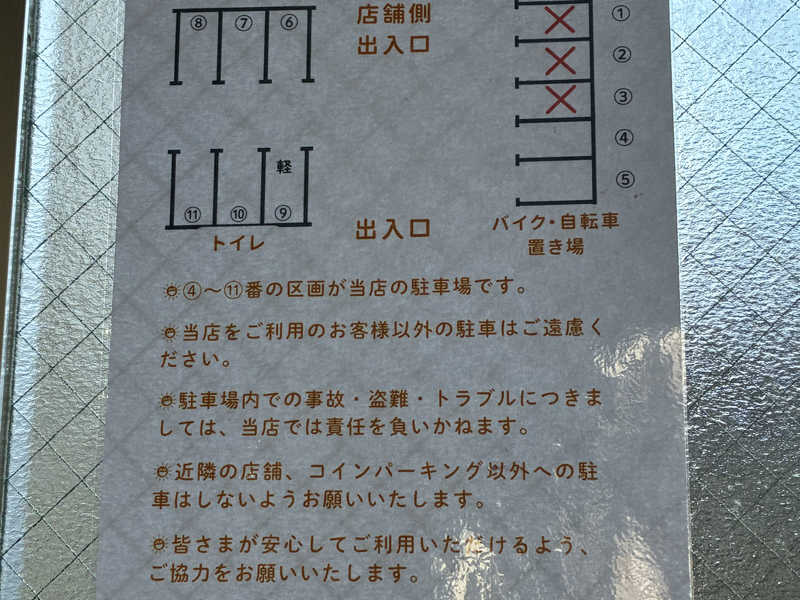 ⑧ ⑦ ⑥
店舗側
出入口
①
②
③
④
⑤
軽
⑪ ⑩ ⑨
トイレ
出入口
バイク・自転車
置き場
④〜⑪番の区画が当店の駐車場です。
当店をご利用のお客様以外の駐車はご遠慮く
ださい。
駐車場内での事故・盗難・トラブルにつきま
しては、当店では責任を負いかねます。
近隣の店舗、コインパーキング以外への駐
車はしないようお願いいたします。
皆さまが安心してご利用いただけるよう、
ご協力をお願いいたします。